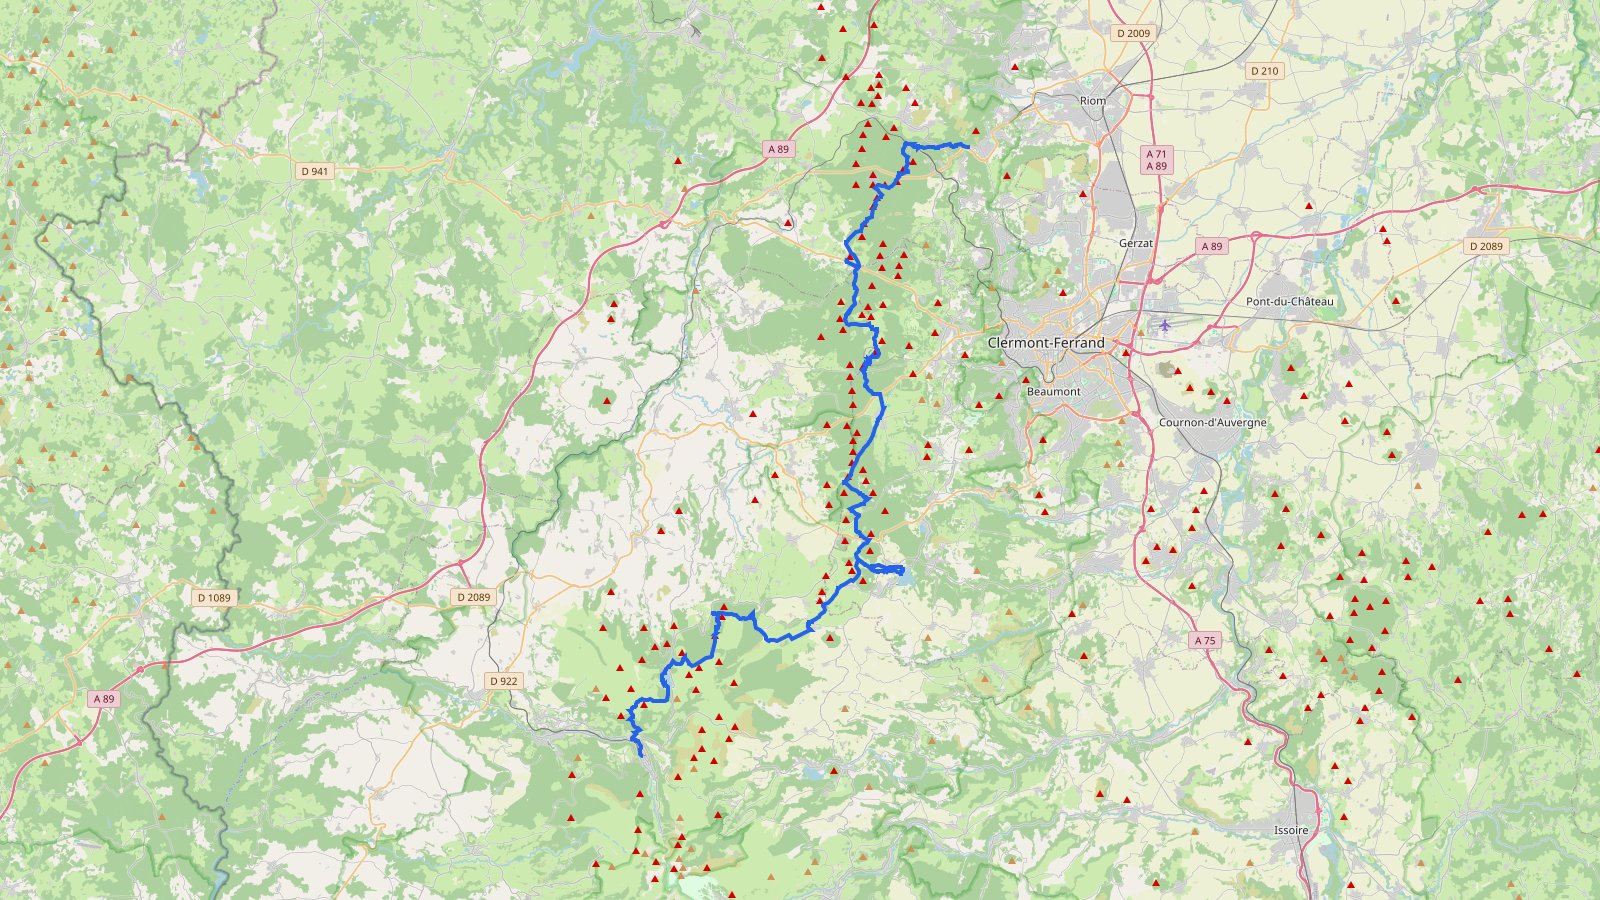 D 2009
D 210
Riom
A 89
A 71
A 89
D 941
Gerzat
A 89
D 2089
Pont-du-Château
Clermont-Ferrand
Beaumont
Cournon-d'Auvergne
D 1089
D 2089
A 75
D 922
A 89
Issoire